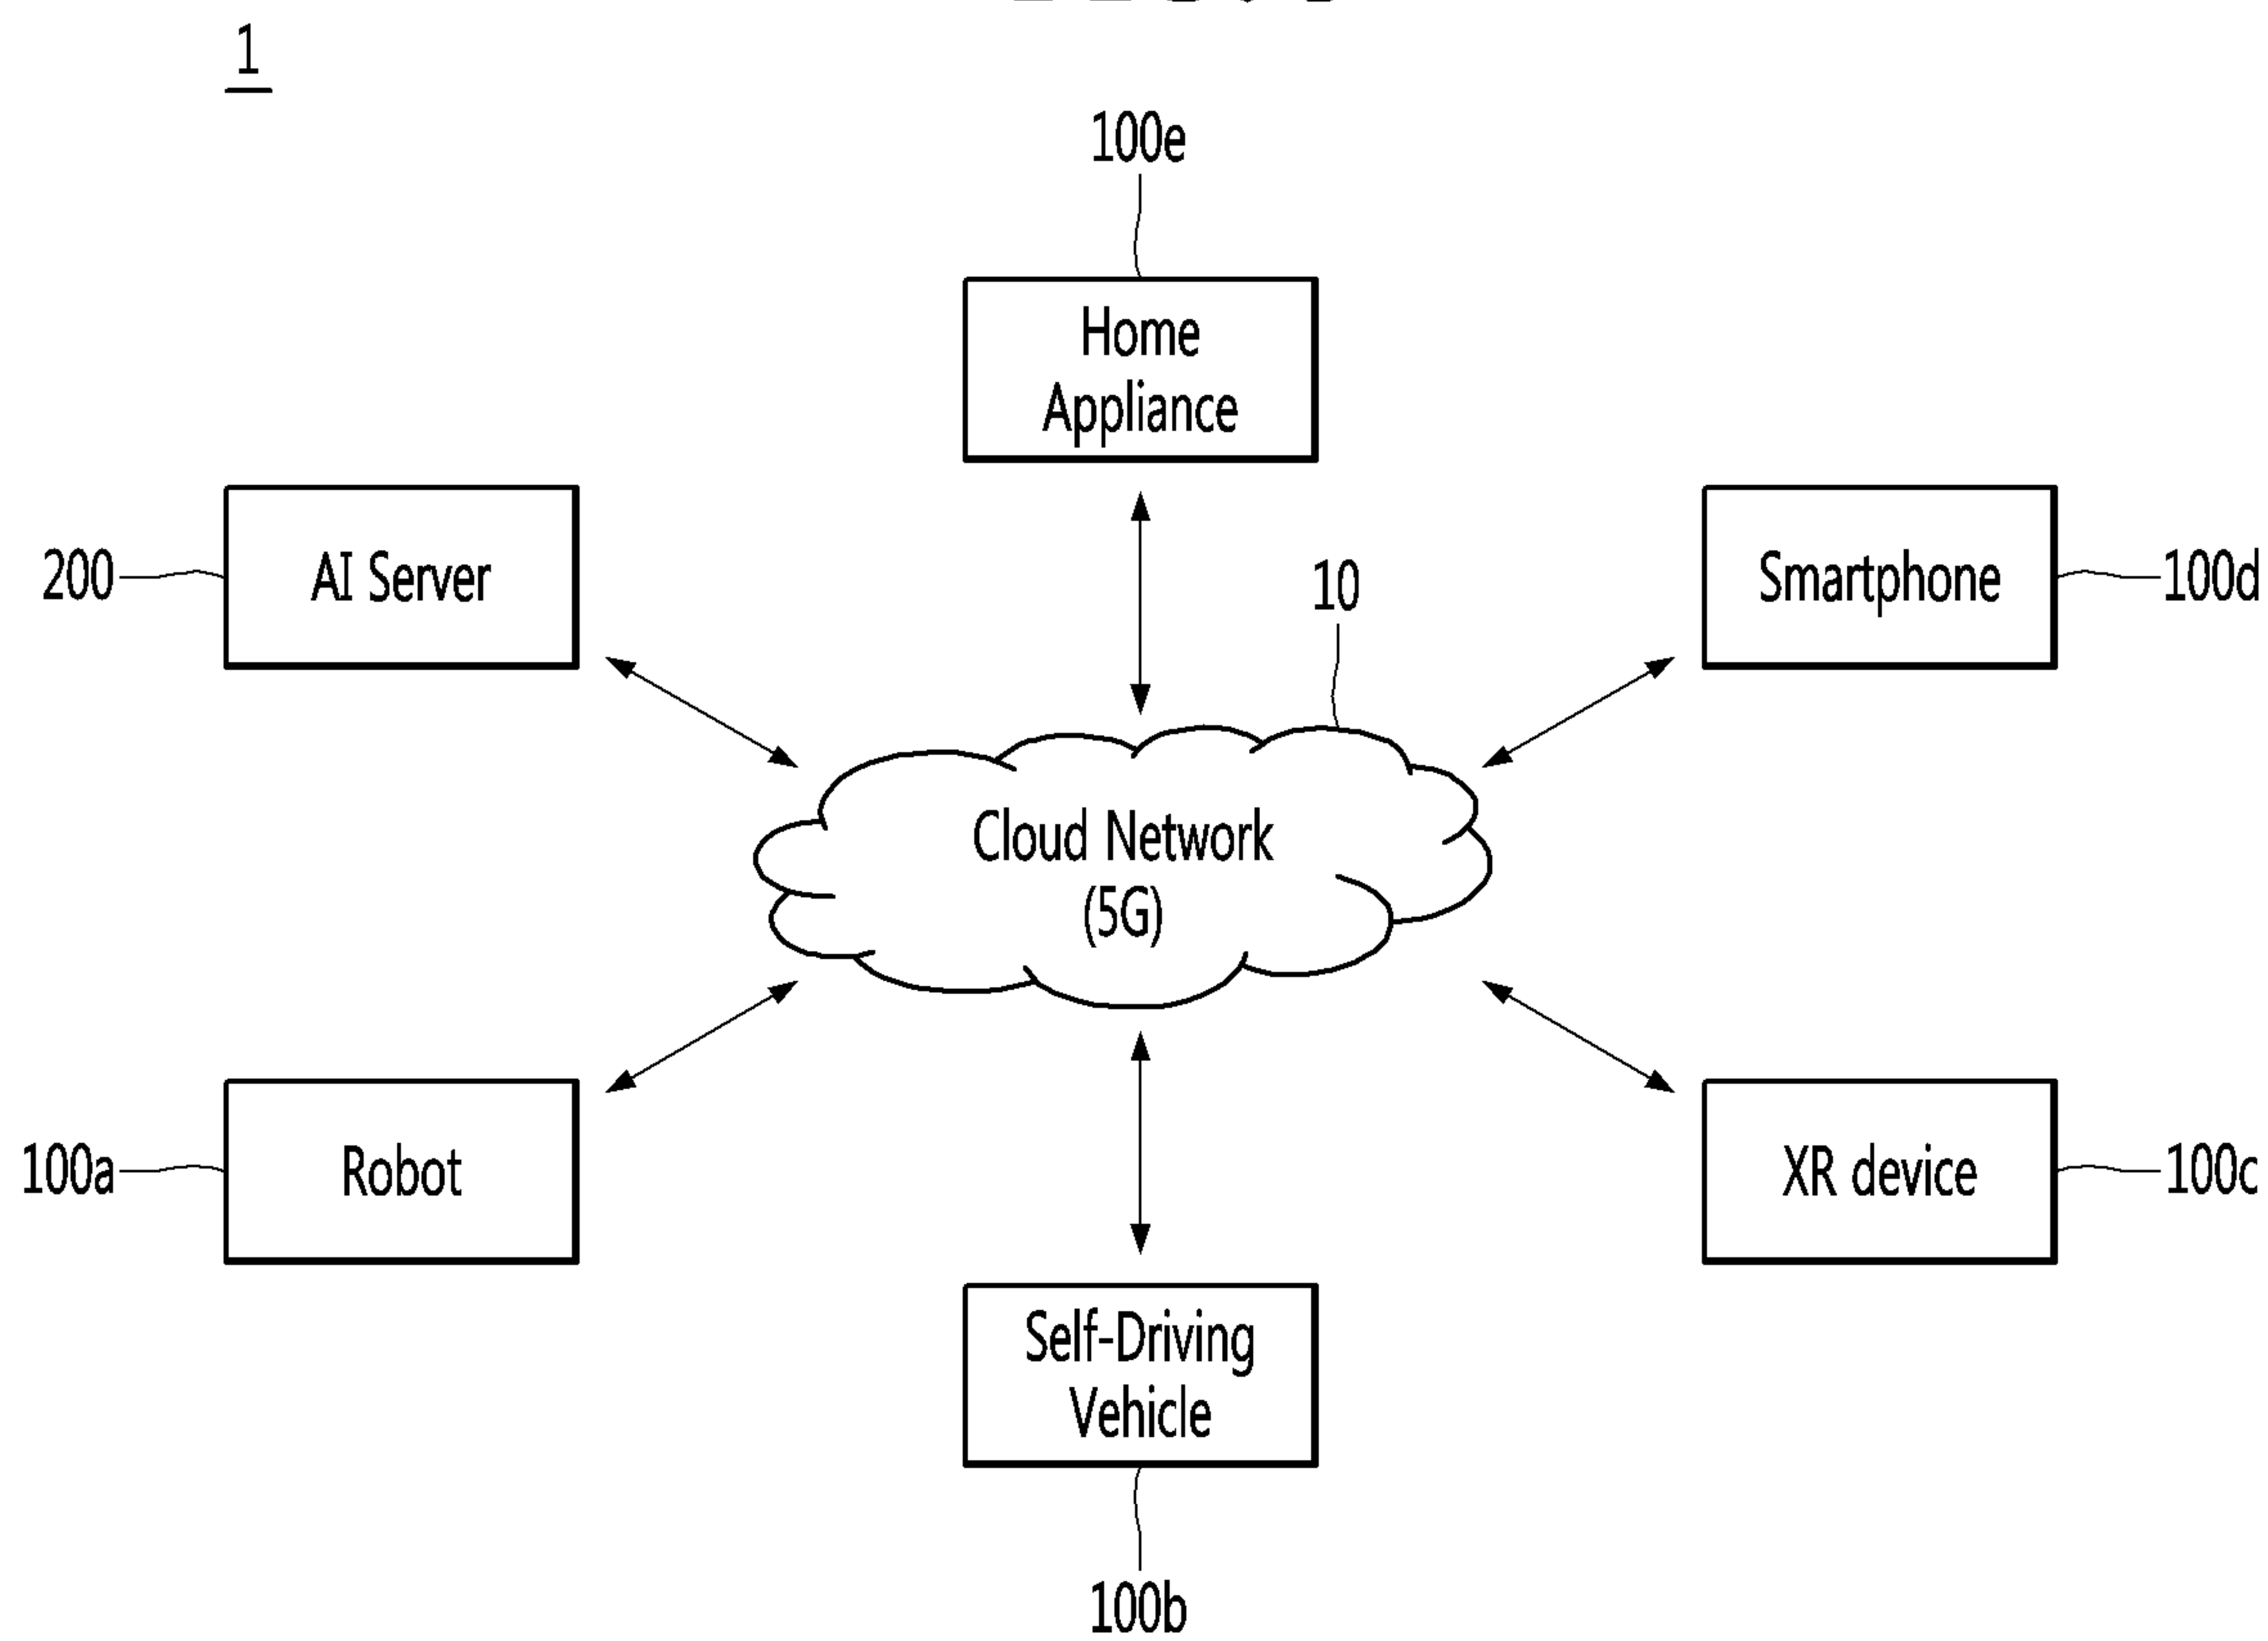 1
100e
Home
Appliance
200
AI Server
10
Smartphone
100d
Cloud Network
(5G)
100a
Robot
XR device
100c
Self-Driving
Vehicle
100b